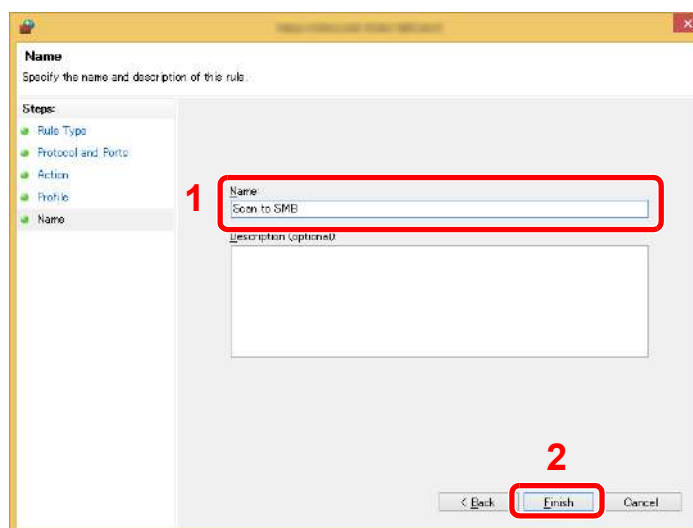 Name
Specify the name and description of this rule.
Steps:
Rule Type
Protocol and Ports
Action
Profile
Name
1
Name:
Scan to SMB
Description (optional):
2
< Back
Finish
Cancel